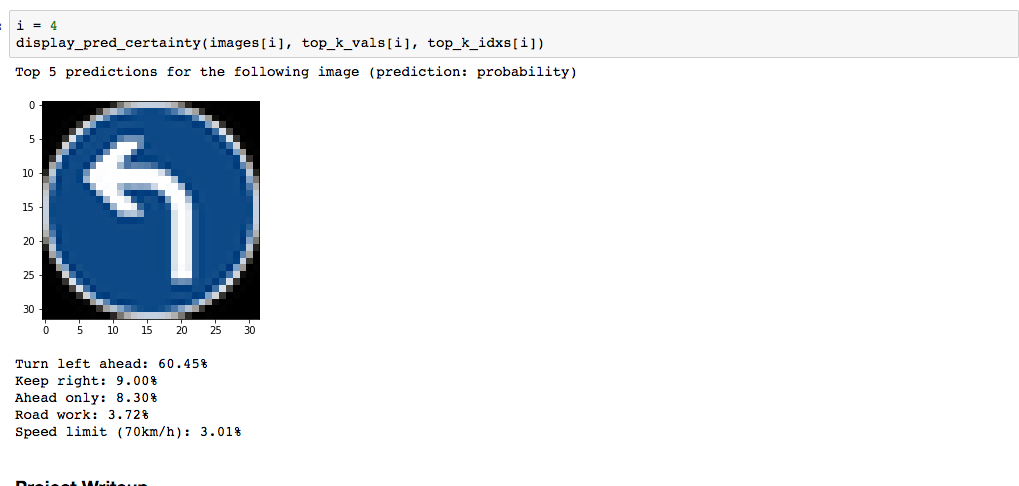 i = 4
display_pred_certainty(images[i], top_k_vals[i], top_k_idxs[i])
Top 5 predictions for the following image (prediction: probability)
0
5
10
15
20
25
30
0 5 10 15 20 25 30
Turn left ahead: 60.45%
Keep right: 9.00%
Ahead only: 8.30%
Road work: 3.72%
Speed limit (70km/h): 3.01%
Project Writeup